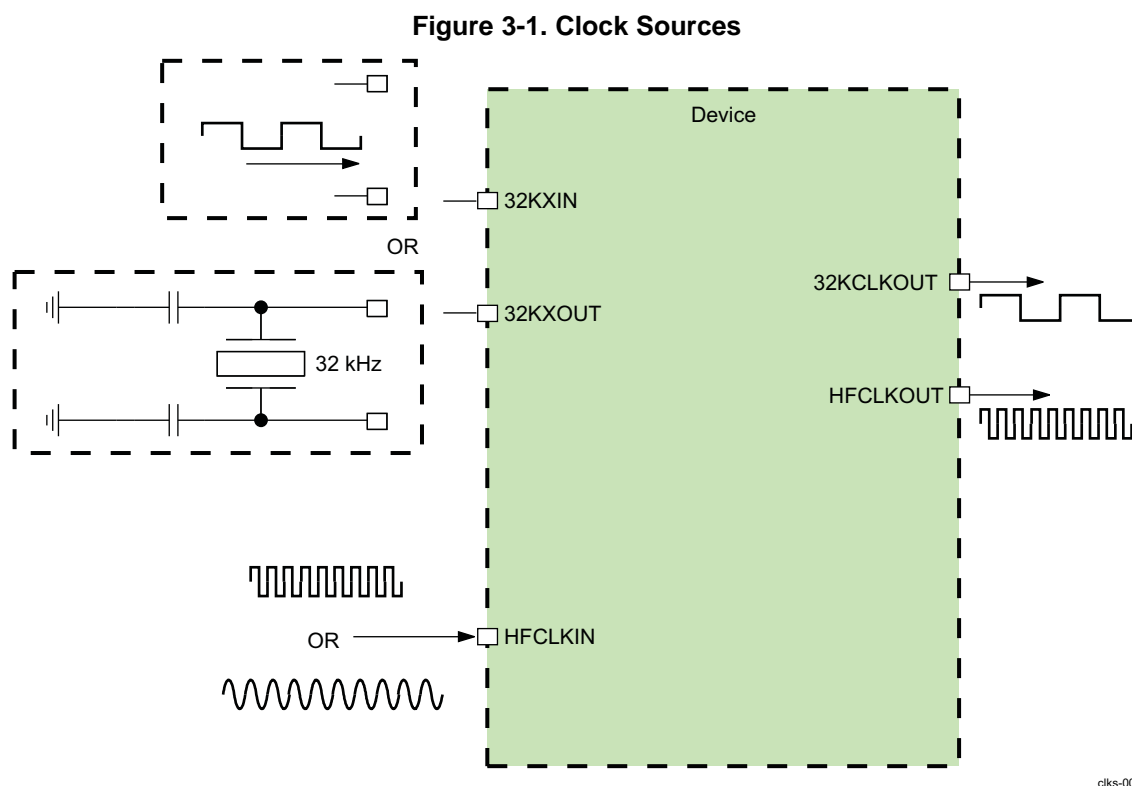 Figure 3-1. Clock Sources
Device
32KXIN
OR
32KCLKOUT
32KXOUT
32 kHz
HFCLKOUT
OR
HFCLKIN